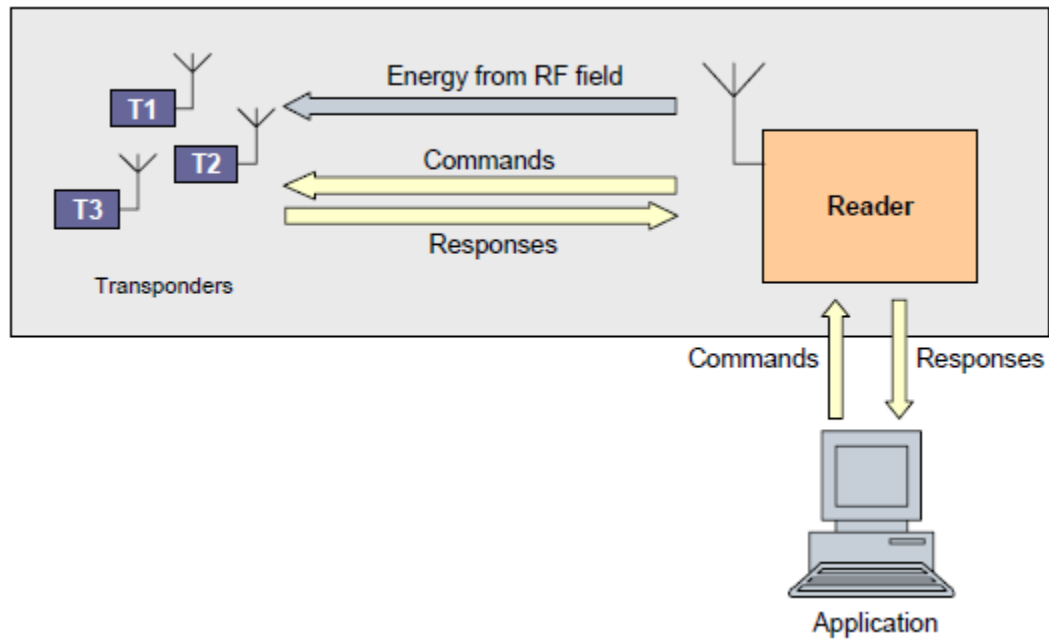 Energy from RF field
T1
T2
Commands
T3
Reader
Responses
Transponders
Commands
Responses
Application